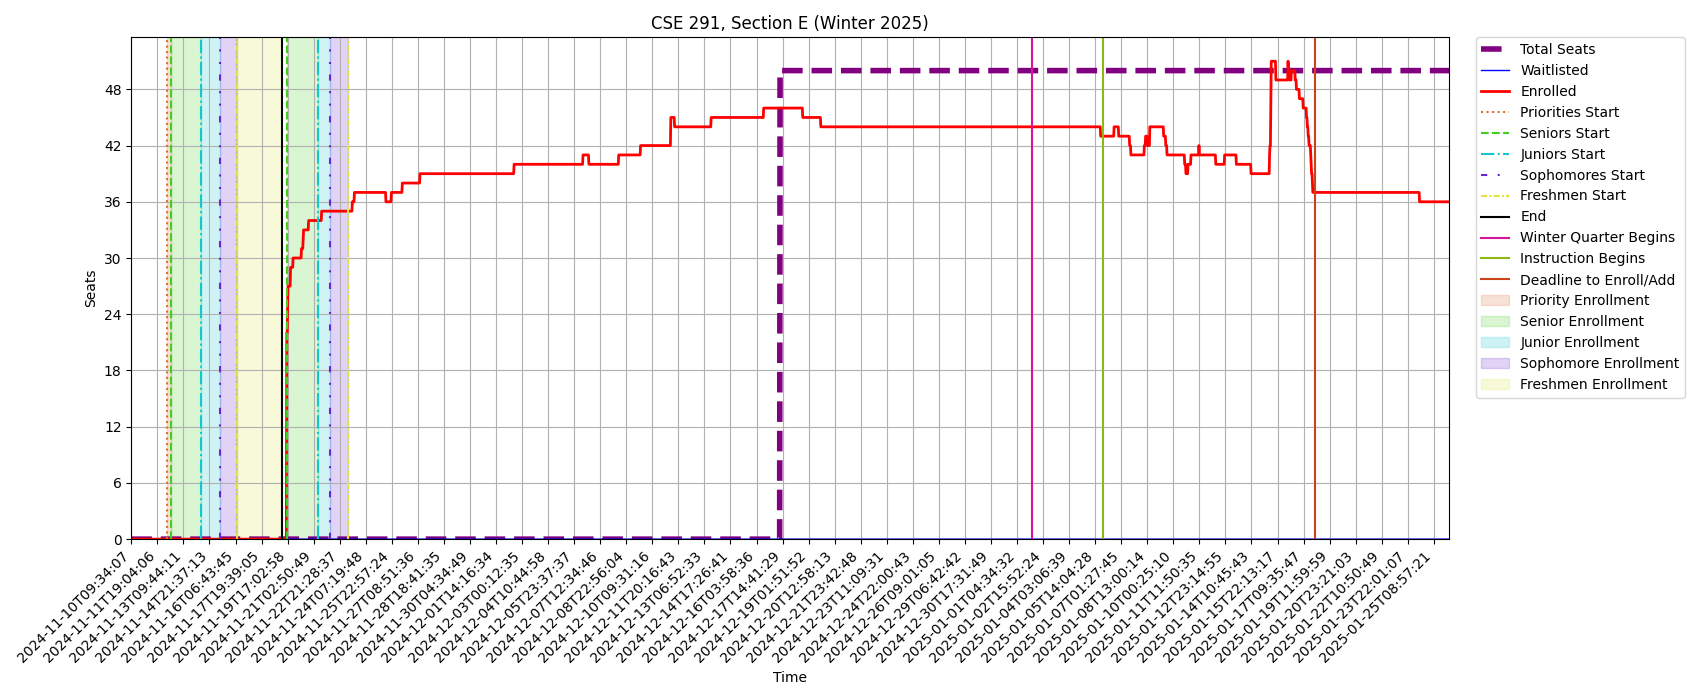 CSE 291, Section E (Winter 2025)
Seats
48
42
36
30
24
18
12
6
0
2024-11-10T09:34:07
2024-11-11T19:04:06
2024-11-13T09:44:11
2024-11-14T21:37:13
2024-11-16T06:43:45
2024-11-17T19:39:05
2024-11-19T17:02:58
2024-11-21T02:50:49
2024-11-22T21:28:37
2024-11-24T07:19:48
2024-11-25T22:57:24
2024-11-27T08:51:36
2024-11-28T18:41:35
2024-11-30T04:34:49
2024-12-01T14:16:34
2024-12-03T00:12:35
2024-12-04T10:44:58
2024-12-05T23:37:37
2024-12-07T12:34:46
2024-12-08T22:56:04
2024-12-10T09:31:16
2024-12-11T20:16:43
2024-12-13T06:52:33
2024-12-14T17:26:41
2024-12-16T03:58:36
2024-12-17T14:41:29
2024-12-19T01:51:52
2024-12-20T12:58:13
2024-12-21T23:42:48
2024-12-23T11:09:31
2024-12-24T22:00:43
2024-12-26T09:01:05
2024-12-29T06:42:42
2024-12-30T17:31:49
2025-01-01T04:34:32
2025-01-02T15:52:24
2025-01-04T03:06:39
2025-01-05T14:04:28
2025-01-07T01:27:45
2025-01-08T13:00:14
2025-01-10T00:25:10
2025-01-11T11:50:35
2025-01-12T23:14:55
2025-01-14T10:45:43
2025-01-15T22:13:17
2025-01-17T09:35:47
2025-01-19T11:59:59
2025-01-20T23:21:03
2025-01-22T10:50:49
2025-01-23T22:01:07
2025-01-25T08:57:21
Time
Total Seats
Waitlisted
Enrolled
Priorities Start
Seniors Start
Juniors Start
Sophomores Start
Freshmen Start
End
Winter Quarter Begins
Instruction Begins
Deadline to Enroll/Add
Priority Enrollment
Senior Enrollment
Junior Enrollment
Sophomore Enrollment
Freshmen Enrollment